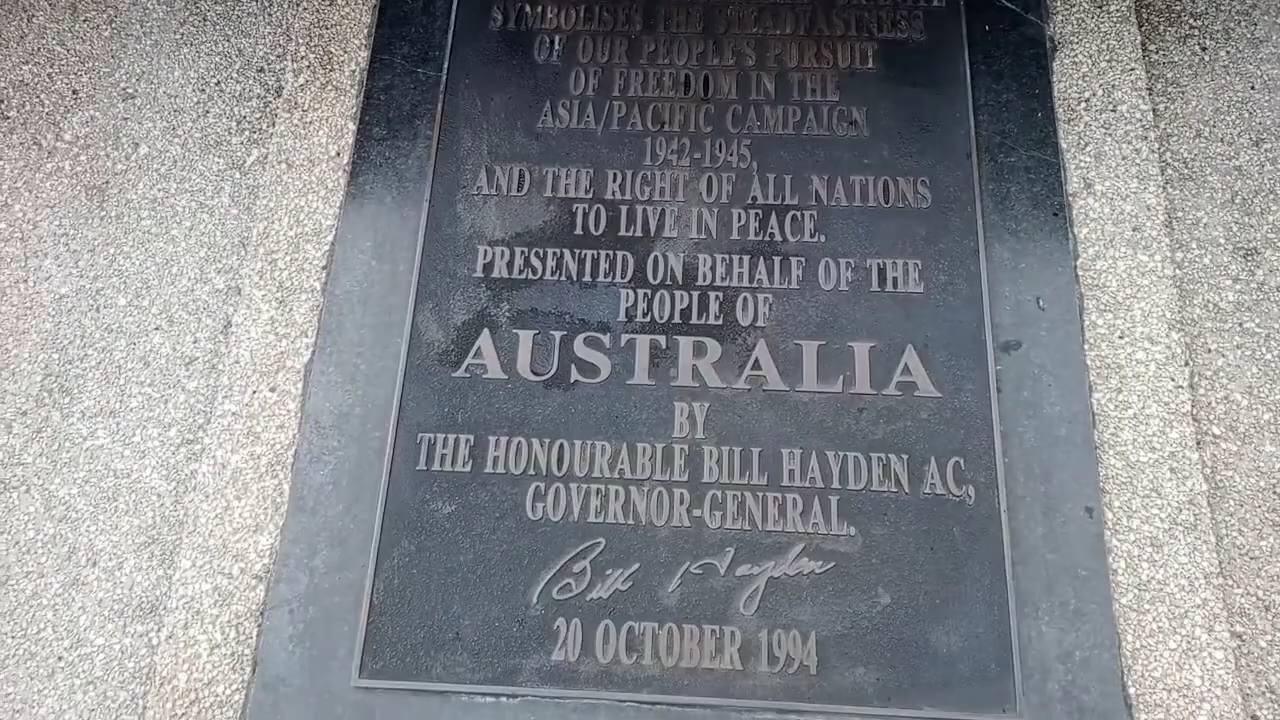 SYMBOLISES THE STEADFASTNESS
OF OUR PEOPLE'S PURSUIT
OF FREEDOM IN THE
ASIA/PACIFIC CAMPAIGN
1942-1945,
AND THE RIGHT OF ALL NATIONS
TO LIVE IN PEACE.
PRESENTED ON BEHALF OF THE
PEOPLE OF
AUSTRALIA
BY
THE HONOURABLE BILL HAYDEN AC,
GOVERNOR-GENERAL.
Bill Hayden
20 OCTOBER 1994